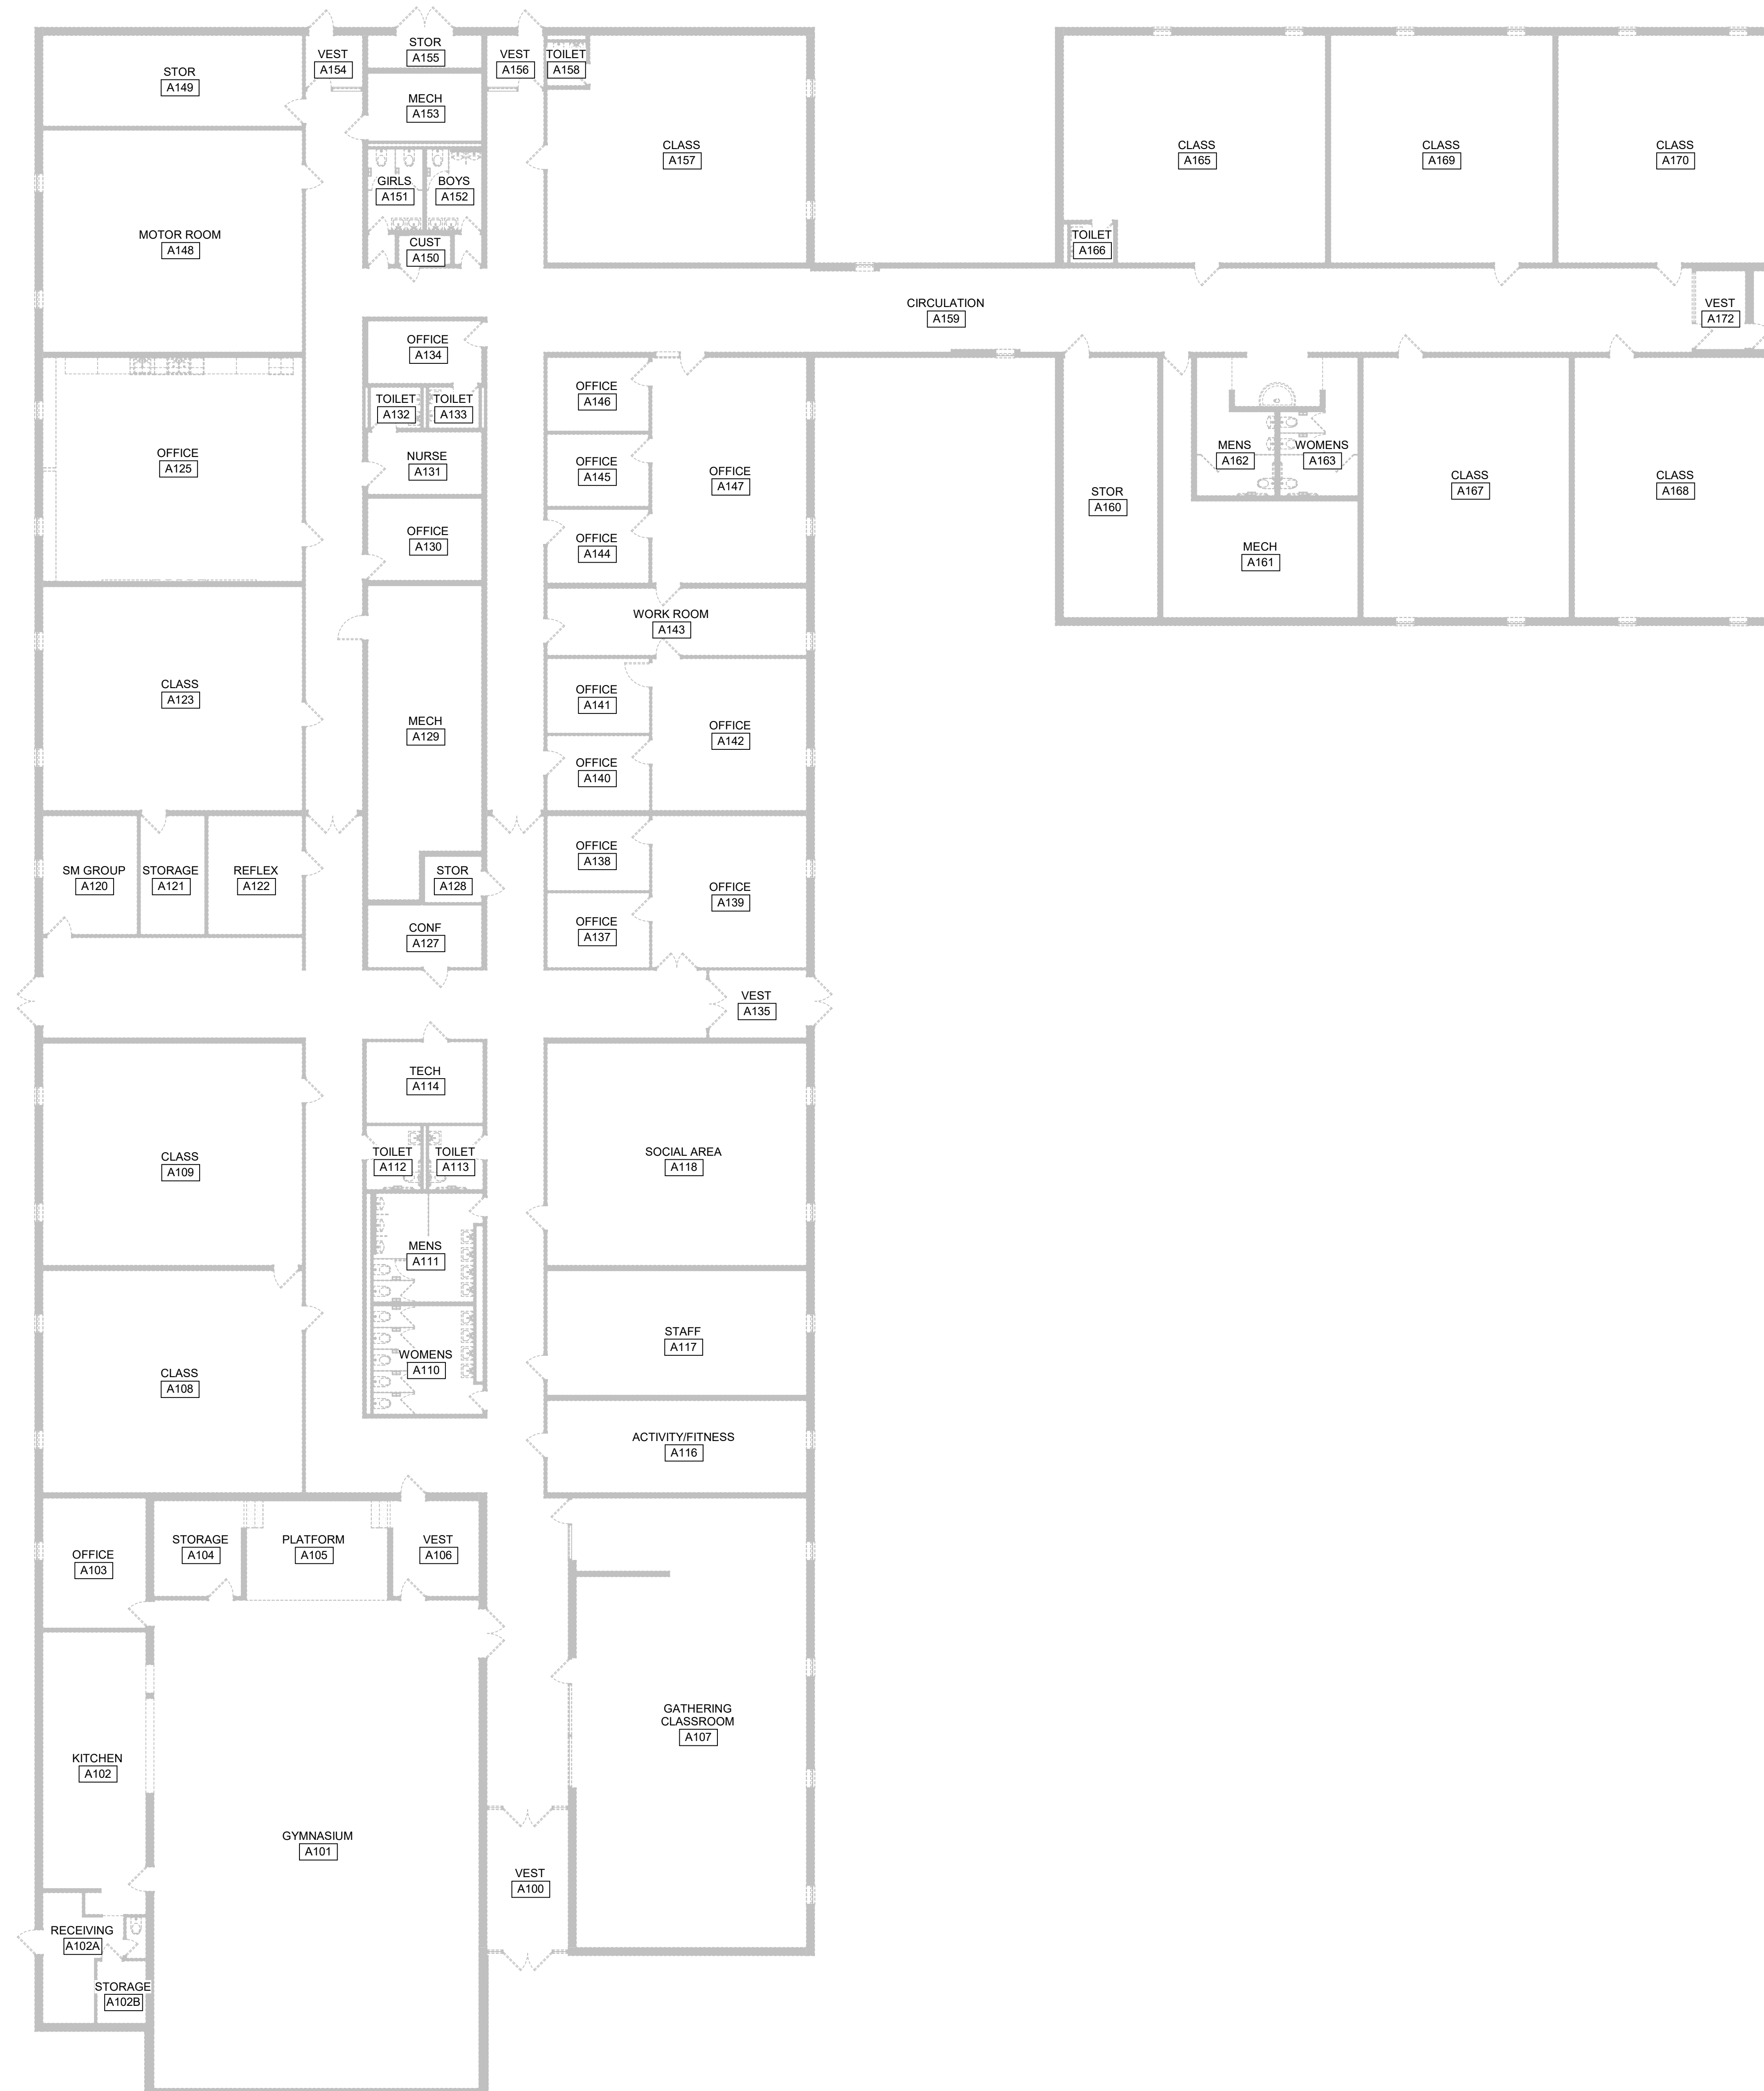 STOR
A149
VEST
A154
STOR
A155
VEST
A156
TOILET
A158
MECH
A153
CLASS
A157
GIRLS
A151
BOYS
A152
CUST
A150
MOTOR ROOM
A148
CLASS
A165
TOILET
A166
CLASS
A169
CLASS
A170
CIRCULATION
A159
VEST
A172
OFFICE
A134
TOILET
A132
TOILET
A133
NURSE
A131
OFFICE
A130
OFFICE
A125
OFFICE
A146
OFFICE
A145
OFFICE
A144
OFFICE
A147
STOR
A160
MENS
A162
WOMENS
A163
MECH
A161
CLASS
A167
CLASS
A168
WORK ROOM
A143
CLASS
A123
MECH
A129
OFFICE
A141
OFFICE
A140
OFFICE
A142
SM GROUP
A120
STORAGE
A121
REFLEX
A122
STOR
A128
CONF
A127
OFFICE
A138
OFFICE
A137
OFFICE
A139
VEST
A135
TECH
A114
CLASS
A109
TOILET
A112
TOILET
A113
SOCIAL AREA
A118
MENS
A111
WOMENS
A110
STAFF
A117
CLASS
A108
ACTIVITY/FITNESS
A116
OFFICE
A103
STORAGE
A104
PLATFORM
A105
VEST
A106
GATHERING
CLASSROOM
A107
KITCHEN
A102
GYMNASIUM
A101
VEST
A100
RECEIVING
A102A
STORAGE
A102B